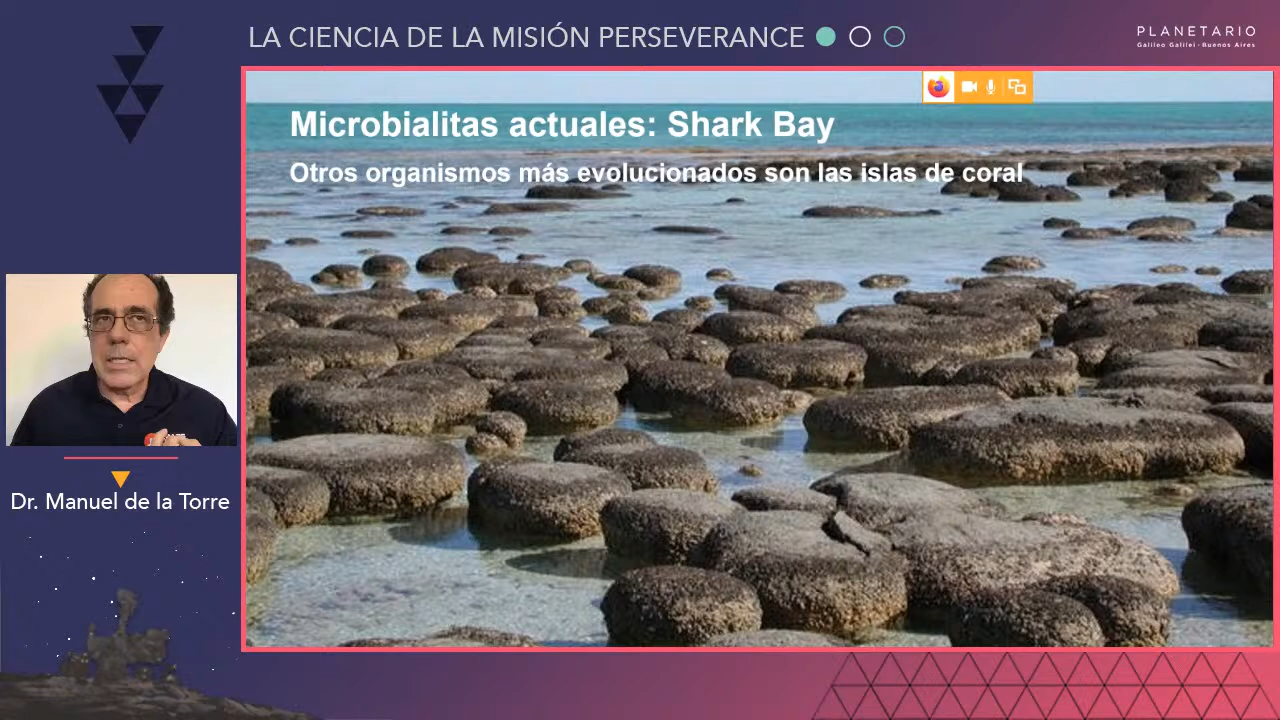 LA CIENCIA DE LA MISIÓN PERSEVERANCE
PLANETARIO
Galileo Galilei - Buenos Aires
Microbialitas actuales: Shark Bay
Otros organismos más evolucionados son las islas de coral
Dr. Manuel de la Torre